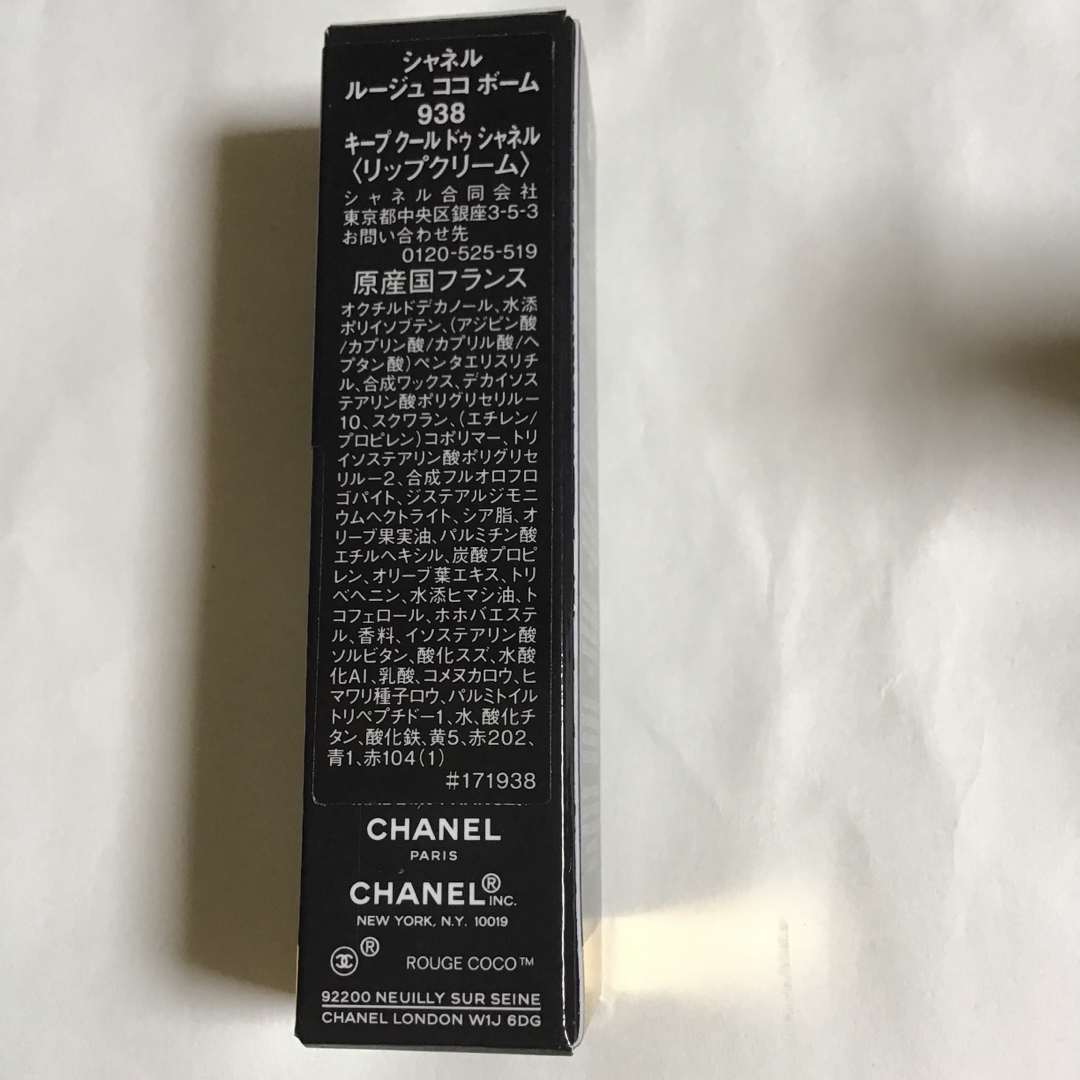 シャネル
ルージュ ココ ボーム
938
キープ クール ドゥ シャネル
〈リップクリーム〉
シャネル合同会社
東京都中央区銀座3-5-3
お問い合わせ先
0120-525-519
原産国フランス
オクチルドデカノール、水添
ポリイソブテン、(アジピン酸
/カプリン酸/カプリル酸/ヘ
プタン酸)ペンタエリスリチ
ル、合成ワックス、デカイソス
テアリン酸ポリグリセリル-
10、スクワラン、(エチレン/
プロピレン)コポリマー、トリ
イソステアリン酸ポリグリセ
リル-2、合成フルオロフロ
ゴパイト、ジステアルジモニ
ウムヘクトライト、シア脂、オ
リーブ果実油、パルミチン酸
エチルヘキシル、炭酸プロピ
レン、オリーブ葉エキス、トリ
ベヘニン、水添ヒマシ油、ト
コフェロール、ホホバエステ
ル、香料、イソステアリン酸
ソルビタン、酸化スズ、水酸
化Al、乳酸、コメヌカロウ、ヒ
マワリ種子ロウ、パルミトイル
トリペプチド-1、水、酸化チ
タン、酸化鉄、黄5、赤202、
青1、赤104(1)
#171938
CHANEL
PARIS
CHANEL® INC.
NEW YORK, N.Y. 10019
® ROUGE COCO™
92200 NEUILLY SUR SEINE
CHANEL LONDON W1J 6DG